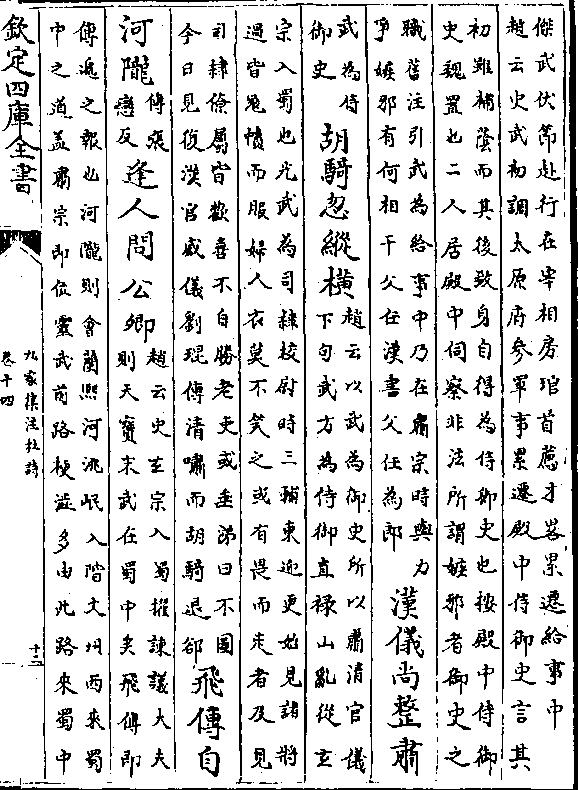 傑武伏節赴行在宰相房琯首薦才畧累遷給事中
趙云史武初調太原府參軍事累遷殿中侍御史言其
初雖補蔭而其後致身自得為侍御史也按殿中侍御
史魏置也二人居殿中伺察非法所謂嫉邪者御史之
職舊注引武為給事中乃在肅宗時與力
爭嫉邪有何相干父任漢書父任為郎
漢儀尚整肅
武為侍
御史
胡騎忽縱橫
趙云以武為御史所以肅清官儀
下句武方為侍御直祿山亂從玄
宗入蜀也光武為司隸校尉時三輔東迎更始見諸將
過皆冠幘而服婦人衣莫不笑之或有畏而走者及見
司隸僚屬皆歡喜不自勝老吏或垂涕曰不圖
今日見復漢官威儀劉琨傳清嘯而胡騎退郤
飛傳自
河隴
傳張
戀反
逢人問公卿
趙云史玄宗入蜀擢諫議大夫
則天寶末武在蜀中矣飛傳即
傳遞之報也河隴則會蘭熙河洮岷入階文州西來蜀
中之道蓋肅宗即位靈武前路梗澁多由此路來蜀中
欽定四庫全書
九家集注杜詩
卷十四
十二